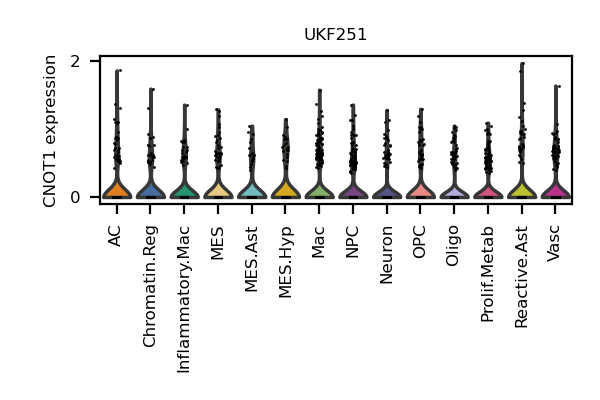 UKF251
CNOT1 expression
2
0
AC
Chromatin.Reg
Inflammatory.Mac
MES
MES.Ast
MES.Hyp
Mac
NPC
Neuron
OPC
Oligo
Prolif.Metab
Reactive.Ast
Vasc